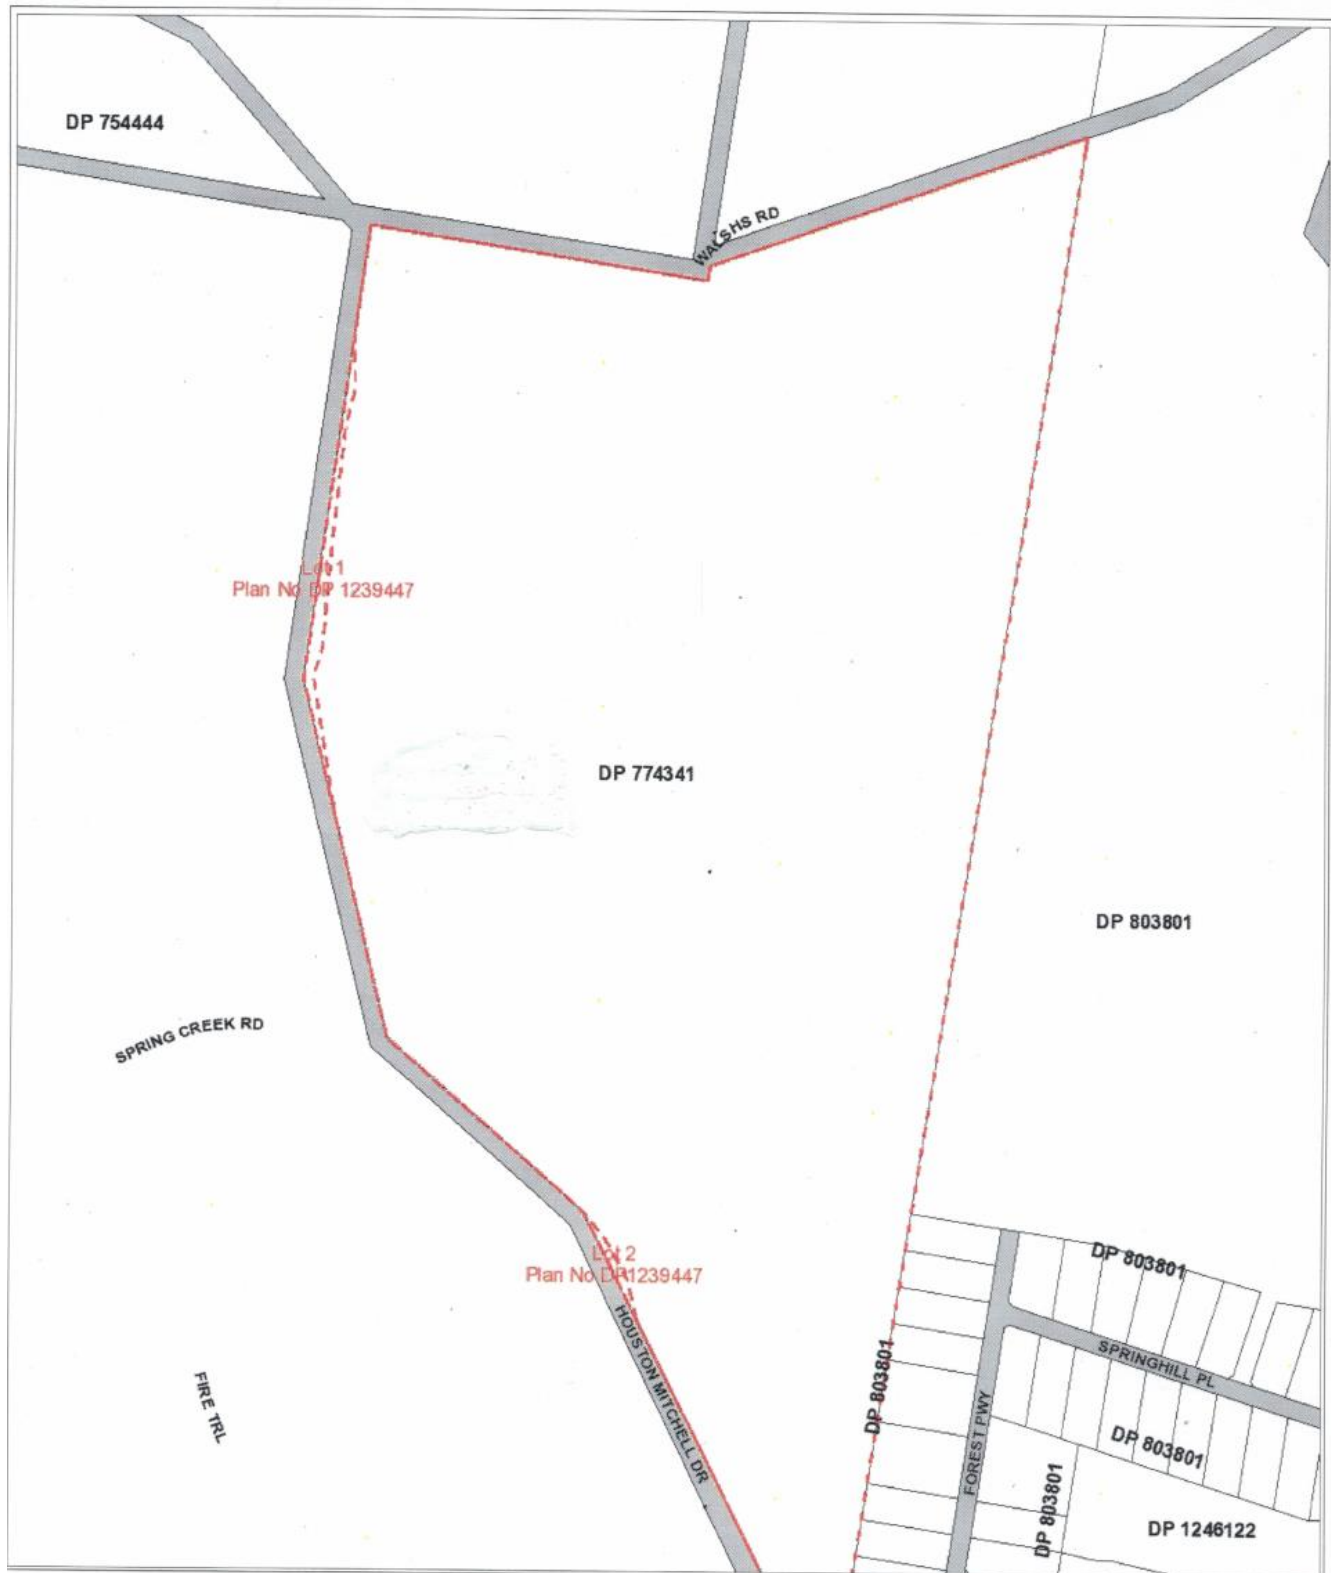 DP 754444
WALSHS RD
Lot 1
Plan No DP 1239447
DP 774341
DP 803801
SPRING CREEK RD
DP 803801
Lot 2
Plan No DP1239447
HOUSTON MITCHELL DR
SPRINGHILL PL
DP 803801
FIRE TRL
FOREST PWY
DP 803801
DP 803801
DP 1246122